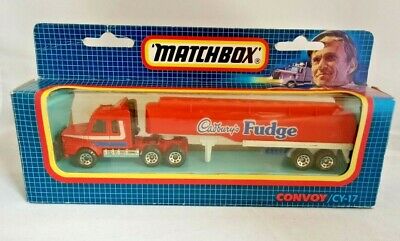 'MATCHBOX'®
Cadbury's Fudge
CONVOY/CY-17